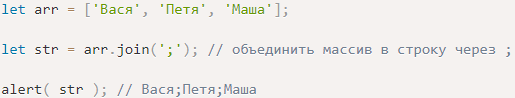 let arr = ['Вася', 'Петя', 'Маша'];
let str = arr.join(';'); // объединить массив в строку через ;
alert( str ); // Вася;Петя;Маша